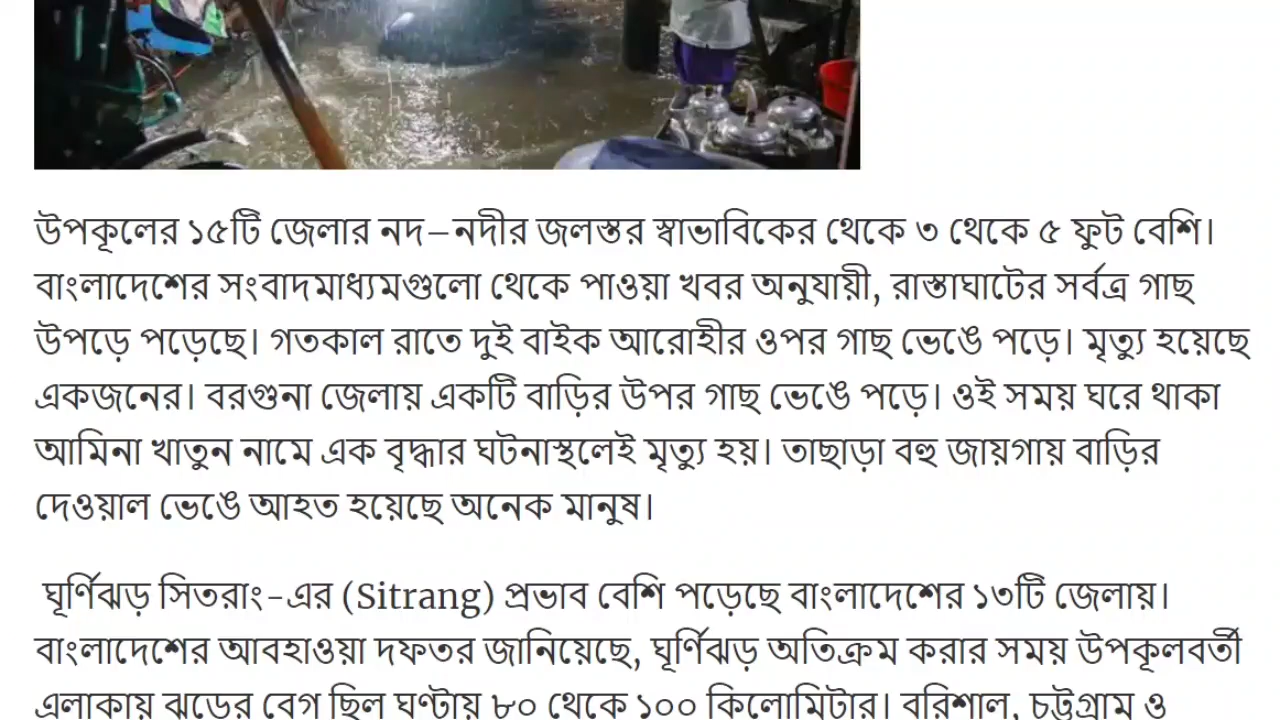 উপকূলের ১৫টি জেলার নদ–নদীর জলস্তর স্বাভাবিকের থেকে ৩ থেকে ৫ ফুট বেশি।
বাংলাদেশের সংবাদমাধ্যমগুলো থেকে পাওয়া খবর অনুযায়ী, রাস্তাঘাটের সর্বত্র গাছ
উপড়ে পড়েছে। গতকাল রাতে দুই বাইক আরোহীর ওপর গাছ ভেঙে পড়ে। মৃত্যু হয়েছে
একজনের। বরগুনা জেলায় একটি বাড়ির উপর গাছ ভেঙে পড়ে। ওই সময় ঘরে থাকা
আমিনা খাতুন নামে এক বৃদ্ধার ঘটনাস্থলেই মৃত্যু হয়। তাছাড়া বহু জায়গায় বাড়ির
দেওয়াল ভেঙে আহত হয়েছে অনেক মানুষ।
ঘূর্ণিঝড় সিতরাং-এর (Sitrang) প্রভাব বেশি পড়েছে বাংলাদেশের ১৩টি জেলায়।
বাংলাদেশের আবহাওয়া দফতর জানিয়েছে, ঘূর্ণিঝড় অতিক্রম করার সময় উপকূলবর্তী
এলাকায় ঝড়ের বেগ ছিল ঘণ্টায় ৮০ থেকে ১০০ কিলোমিটার। বরিশাল, চট্টগ্রাম ও